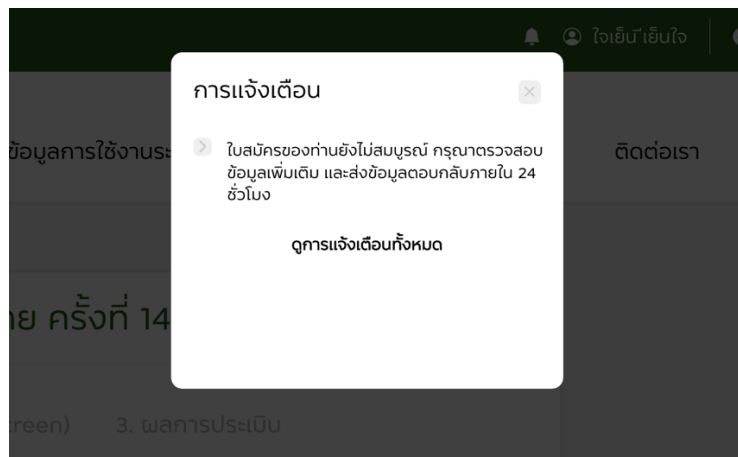 ใจเย็น เย็นใจ
การแจ้งเตือน
ข้อมูลการใช้งานระ
ติดต่อเรา
ใบสมัครของท่านยังไม่สมบูรณ์ กรุณาตรวจสอบ
ข้อมูลเพิ่มเติม และส่งข้อมูลตอบกลับภายใน 24
ชั่วโมง
ดูการแจ้งเตือนทั้งหมด
ครั้งที่ 14
reen) 3. ผลการประเมิน